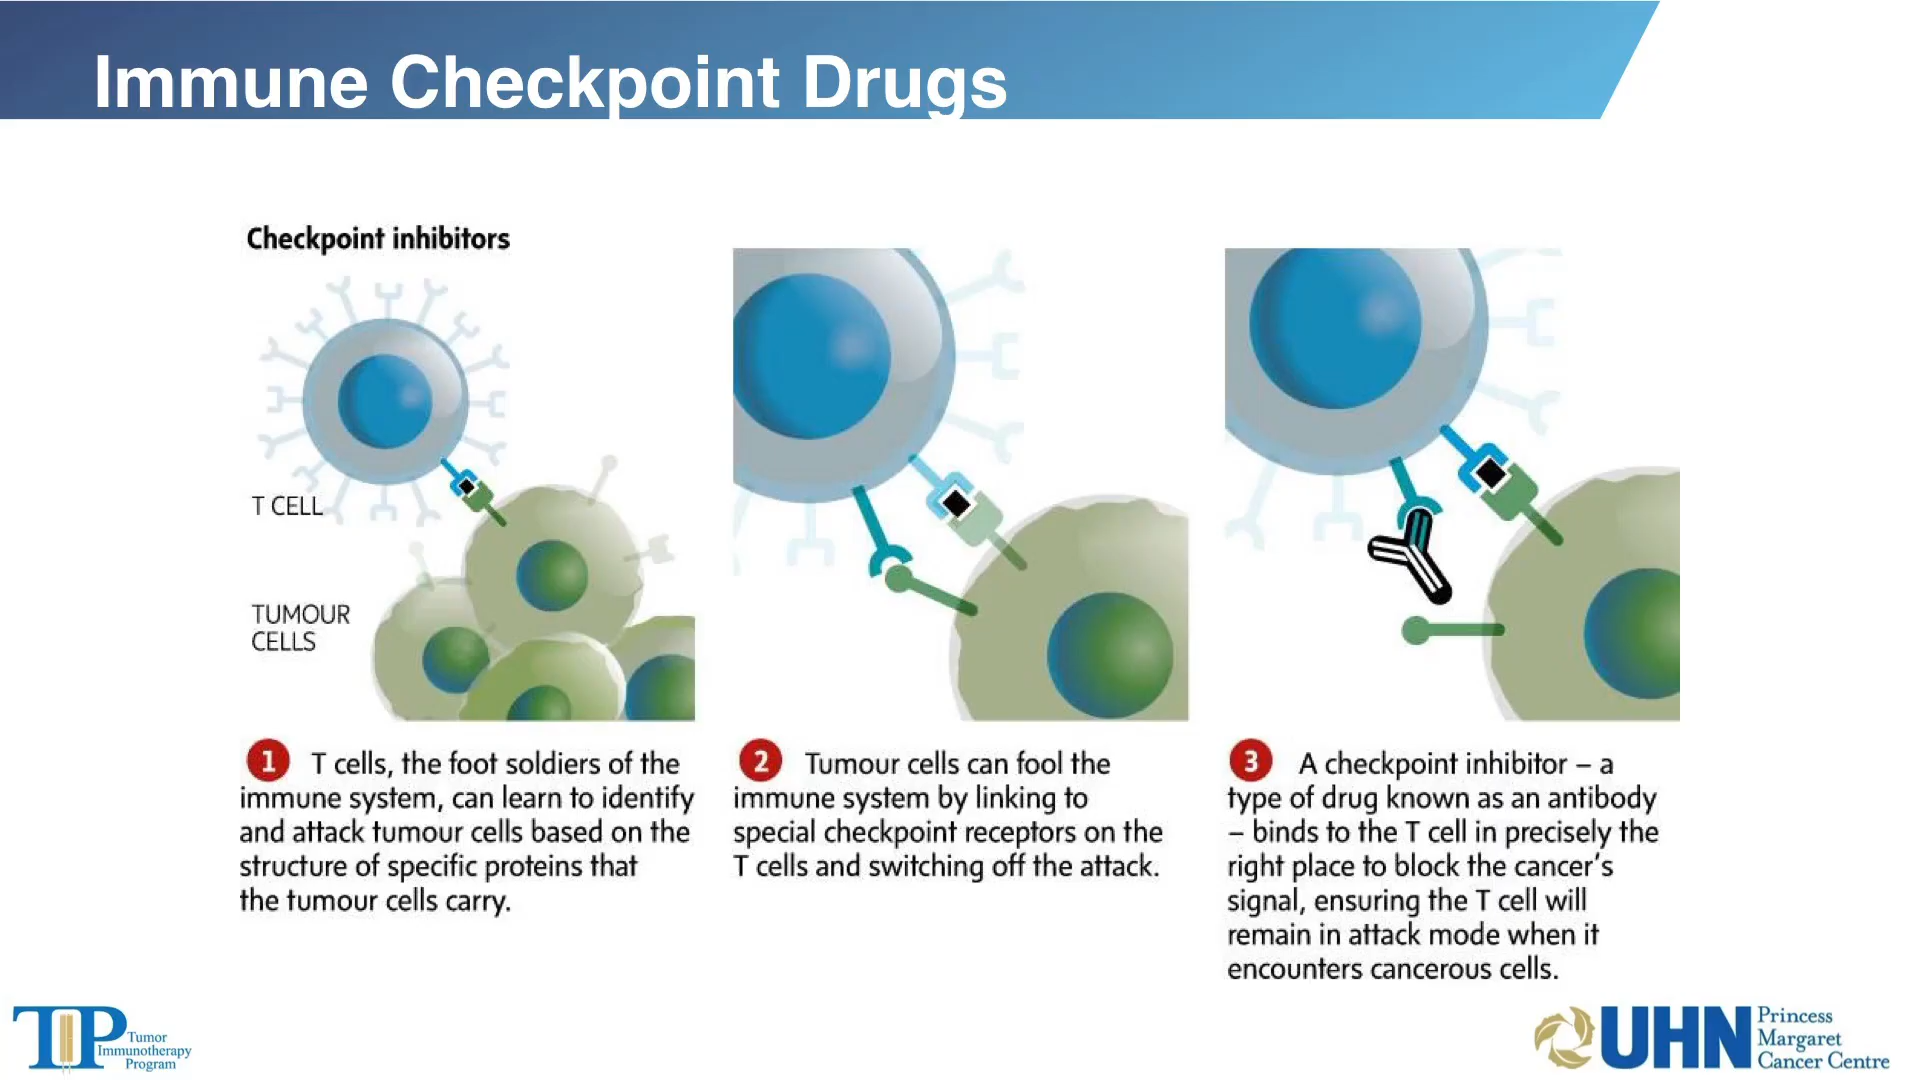 Immune Checkpoint Drugs
Checkpoint inhibitors
T CELL
TUMOUR
CELLS
1 T cells, the foot soldiers of the
immune system, can learn to identify
and attack tumour cells based on the
structure of specific proteins that
the tumour cells carry.
2 Tumour cells can fool the
immune system by linking to
special checkpoint receptors on the
T cells and switching off the attack.
3 A checkpoint inhibitor – a
type of drug known as an antibody
– binds to the T cell in precisely the
right place to block the cancer's
signal, ensuring the T cell will
remain in attack mode when it
encounters cancerous cells.
TIP Tumor
Immunotherapy
Program
UHN Princess
Margaret
Cancer Centre